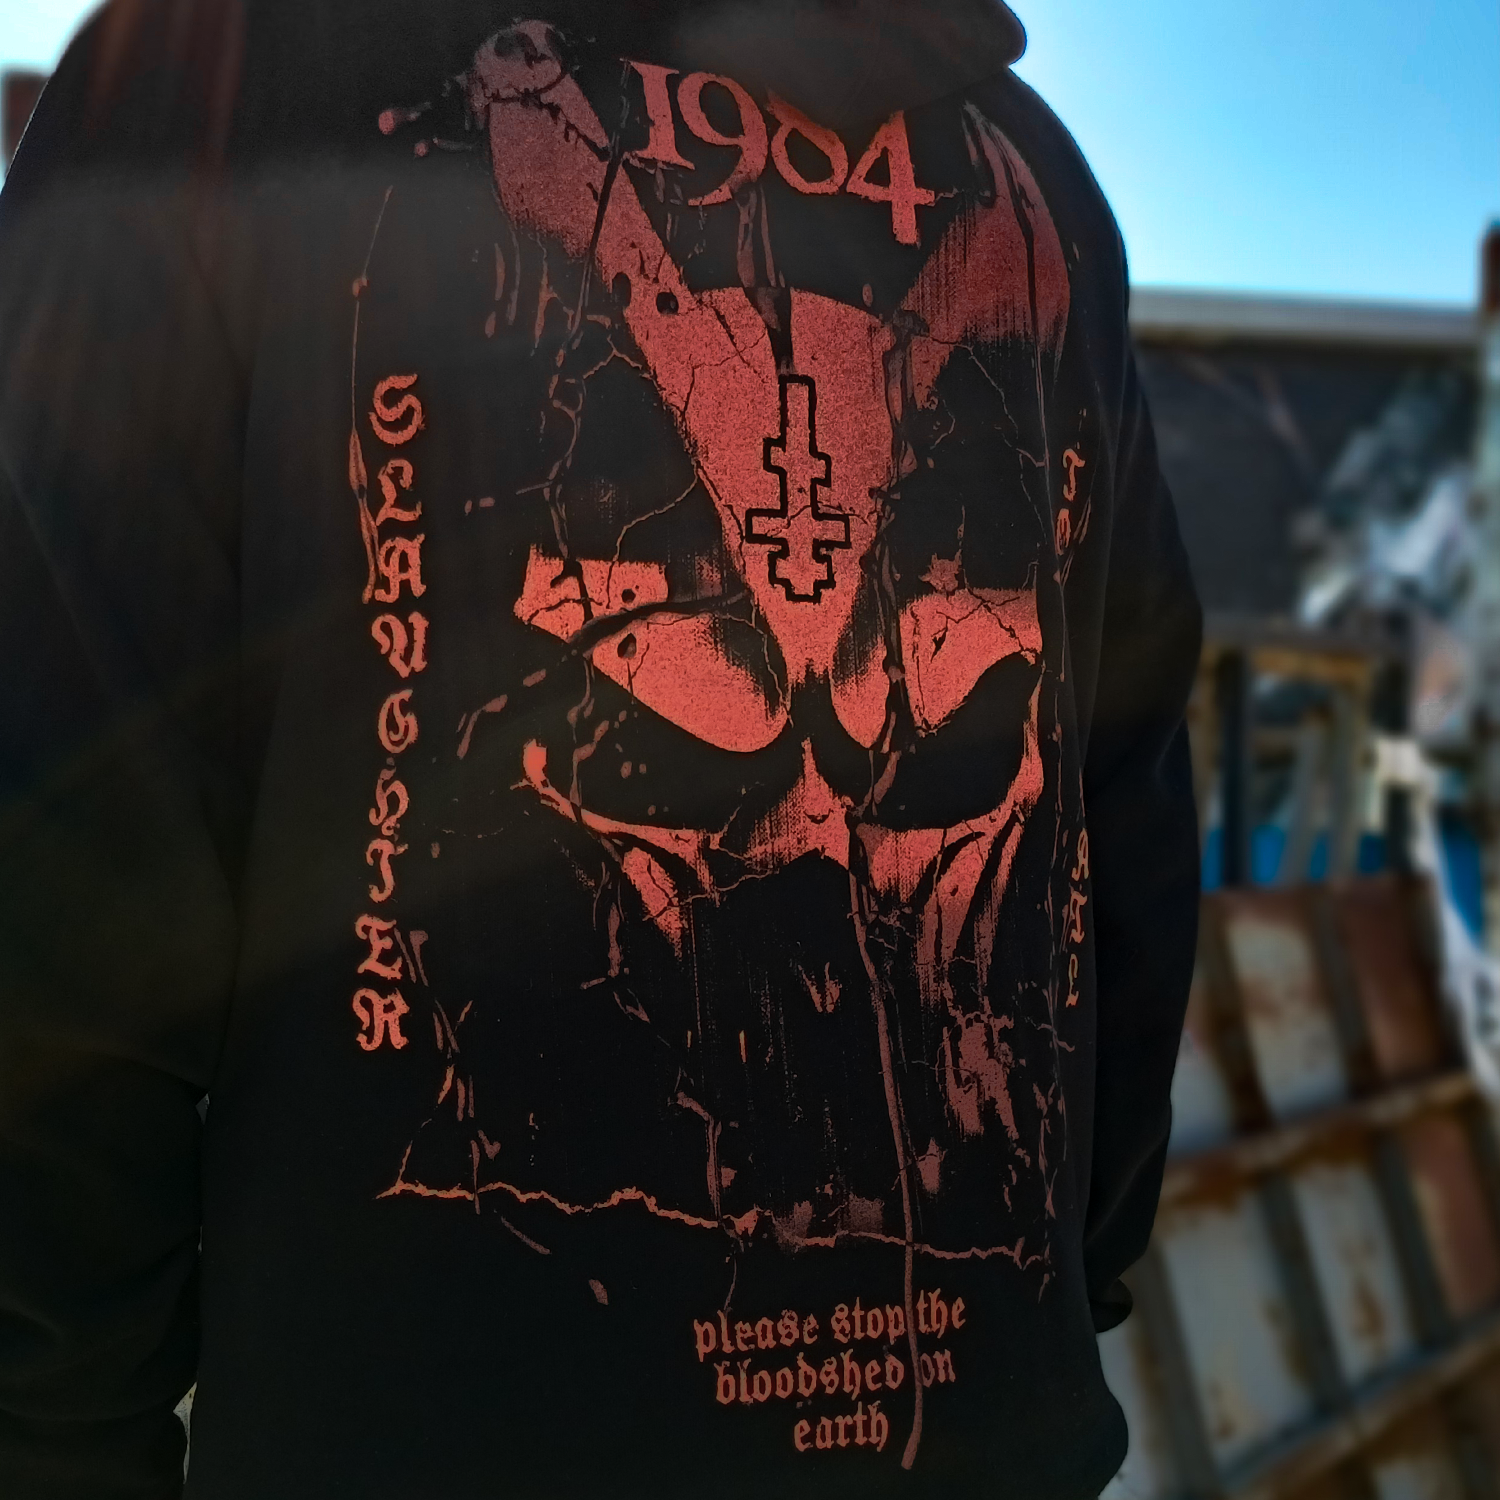 1984
SLAUGHTER
please stop the
bloodshed on
earth